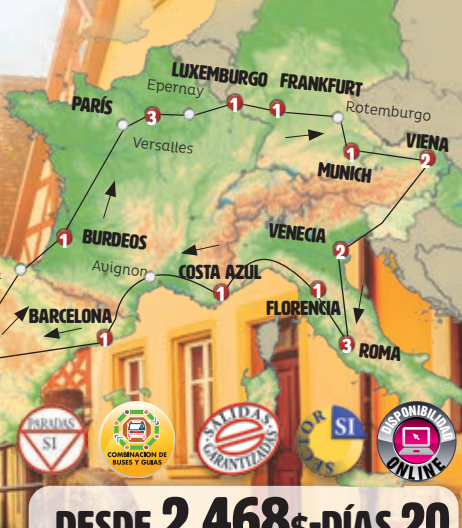 LUXEMBURGO
FRANKFURT
Epernay
PARÍS
3
1
1
Rotemburgo
Versalles
VIENA
1
2
MUNICH
1
BURDEOS
VENECIA
2
Avignon
COSTA AZUL
1
1
FLORENCIA
BARCELONA
1
3
ROMA
PARADAS
SI
COMBINACION DE
BUSES Y GUIAS
SALIDAS
GARANTIZADAS
SI
DISPONIBILIDAD
ONLINE
DESDE 2.468$-DÍAS 20